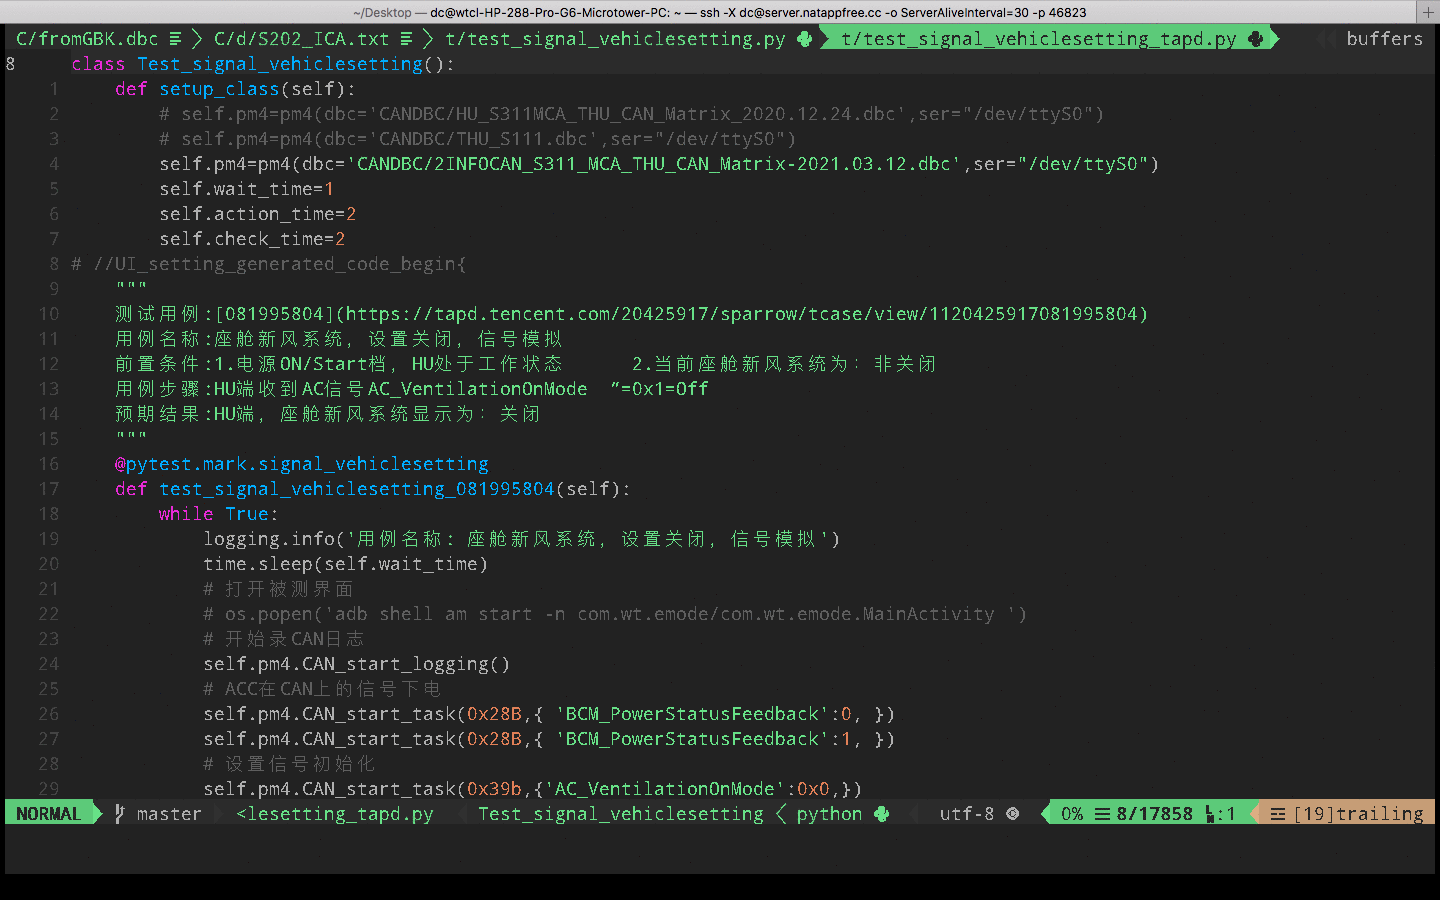 ~/Desktop — dc@wtcl-HP-288-Pro-G6-Microtower-PC: ~ — ssh -X dc@server.natappfree.cc -o ServerAliveInterval=30 -p 46823
C/fromGBK.dbc C/d/S202_ICA.txt t/test_signal_vehiclesetting.py t/test_signal_vehiclesetting_tapd.py buffers
8 class Test_signal_vehiclesetting():
1 def setup_class(self):
2 # self.pm4=pm4(dbc='CANDBC/HU_S311MCA_THU_CAN_Matrix_2020.12.24.dbc',ser="/dev/ttyS0")
3 # self.pm4=pm4(dbc='CANDBC/THU_S111.dbc',ser="/dev/ttyS0")
4 self.pm4=pm4(dbc='CANDBC/2INFOCAN_S311_MCA_THU_CAN_Matrix-2021.03.12.dbc',ser="/dev/ttyS0")
5 self.wait_time=1
6 self.action_time=2
7 self.check_time=2
8 # //UI_setting_generated_code_begin{
9 """
10 测试用例:[081995804](https://tapd.tencent.com/20425917/sparrow/tcase/view/1120425917081995804)
11 用例名称:座舱新风系统，设置关闭，信号模拟
12 前置条件:1.电源ON/Start档，HU处于工作状态 2.当前座舱新风系统为：非关闭
13 用例步骤:HU端收到AC信号AC_VentilationOnMode ”=0x1=Off
14 预期结果:HU端，座舱新风系统显示为：关闭
15 """
16 @pytest.mark.signal_vehiclesetting
17 def test_signal_vehiclesetting_081995804(self):
18 while True:
19 logging.info('用例名称：座舱新风系统，设置关闭，信号模拟')
20 time.sleep(self.wait_time)
21 # 打开被测界面
22 # os.popen('adb shell am start -n com.wt.emode/com.wt.emode.MainActivity ')
23 # 开始录CAN日志
24 self.pm4.CAN_start_logging()
25 # ACC在CAN上的信号下电
26 self.pm4.CAN_start_task(0x28B,{ 'BCM_PowerStatusFeedback':0, })
27 self.pm4.CAN_start_task(0x28B,{ 'BCM_PowerStatusFeedback':1, })
28 # 设置信号初始化
29 self.pm4.CAN_start_task(0x39b,{'AC_VentilationOnMode':0x0,})
NORMAL master <lesetting_tapd.py Test_signal_vehiclesetting python utf-8 0% 8/17858 :1 [19]trailing